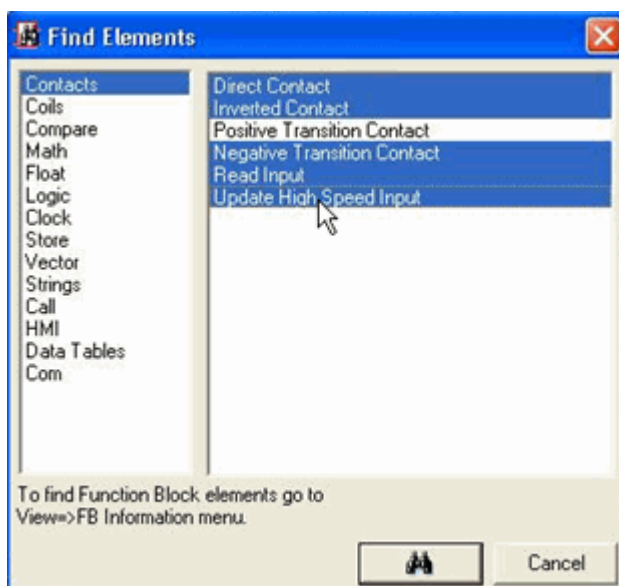 Find Elements
Contacts
Coils
Compare
Math
Float
Logic
Clock
Store
Vector
Strings
Call
HMI
Data Tables
Com
Direct Contact
Inverted Contact
Positive Transition Contact
Negative Transition Contact
Read Input
Update High Speed Input
To find Function Block elements go to
View=>FB Information menu.
Cancel